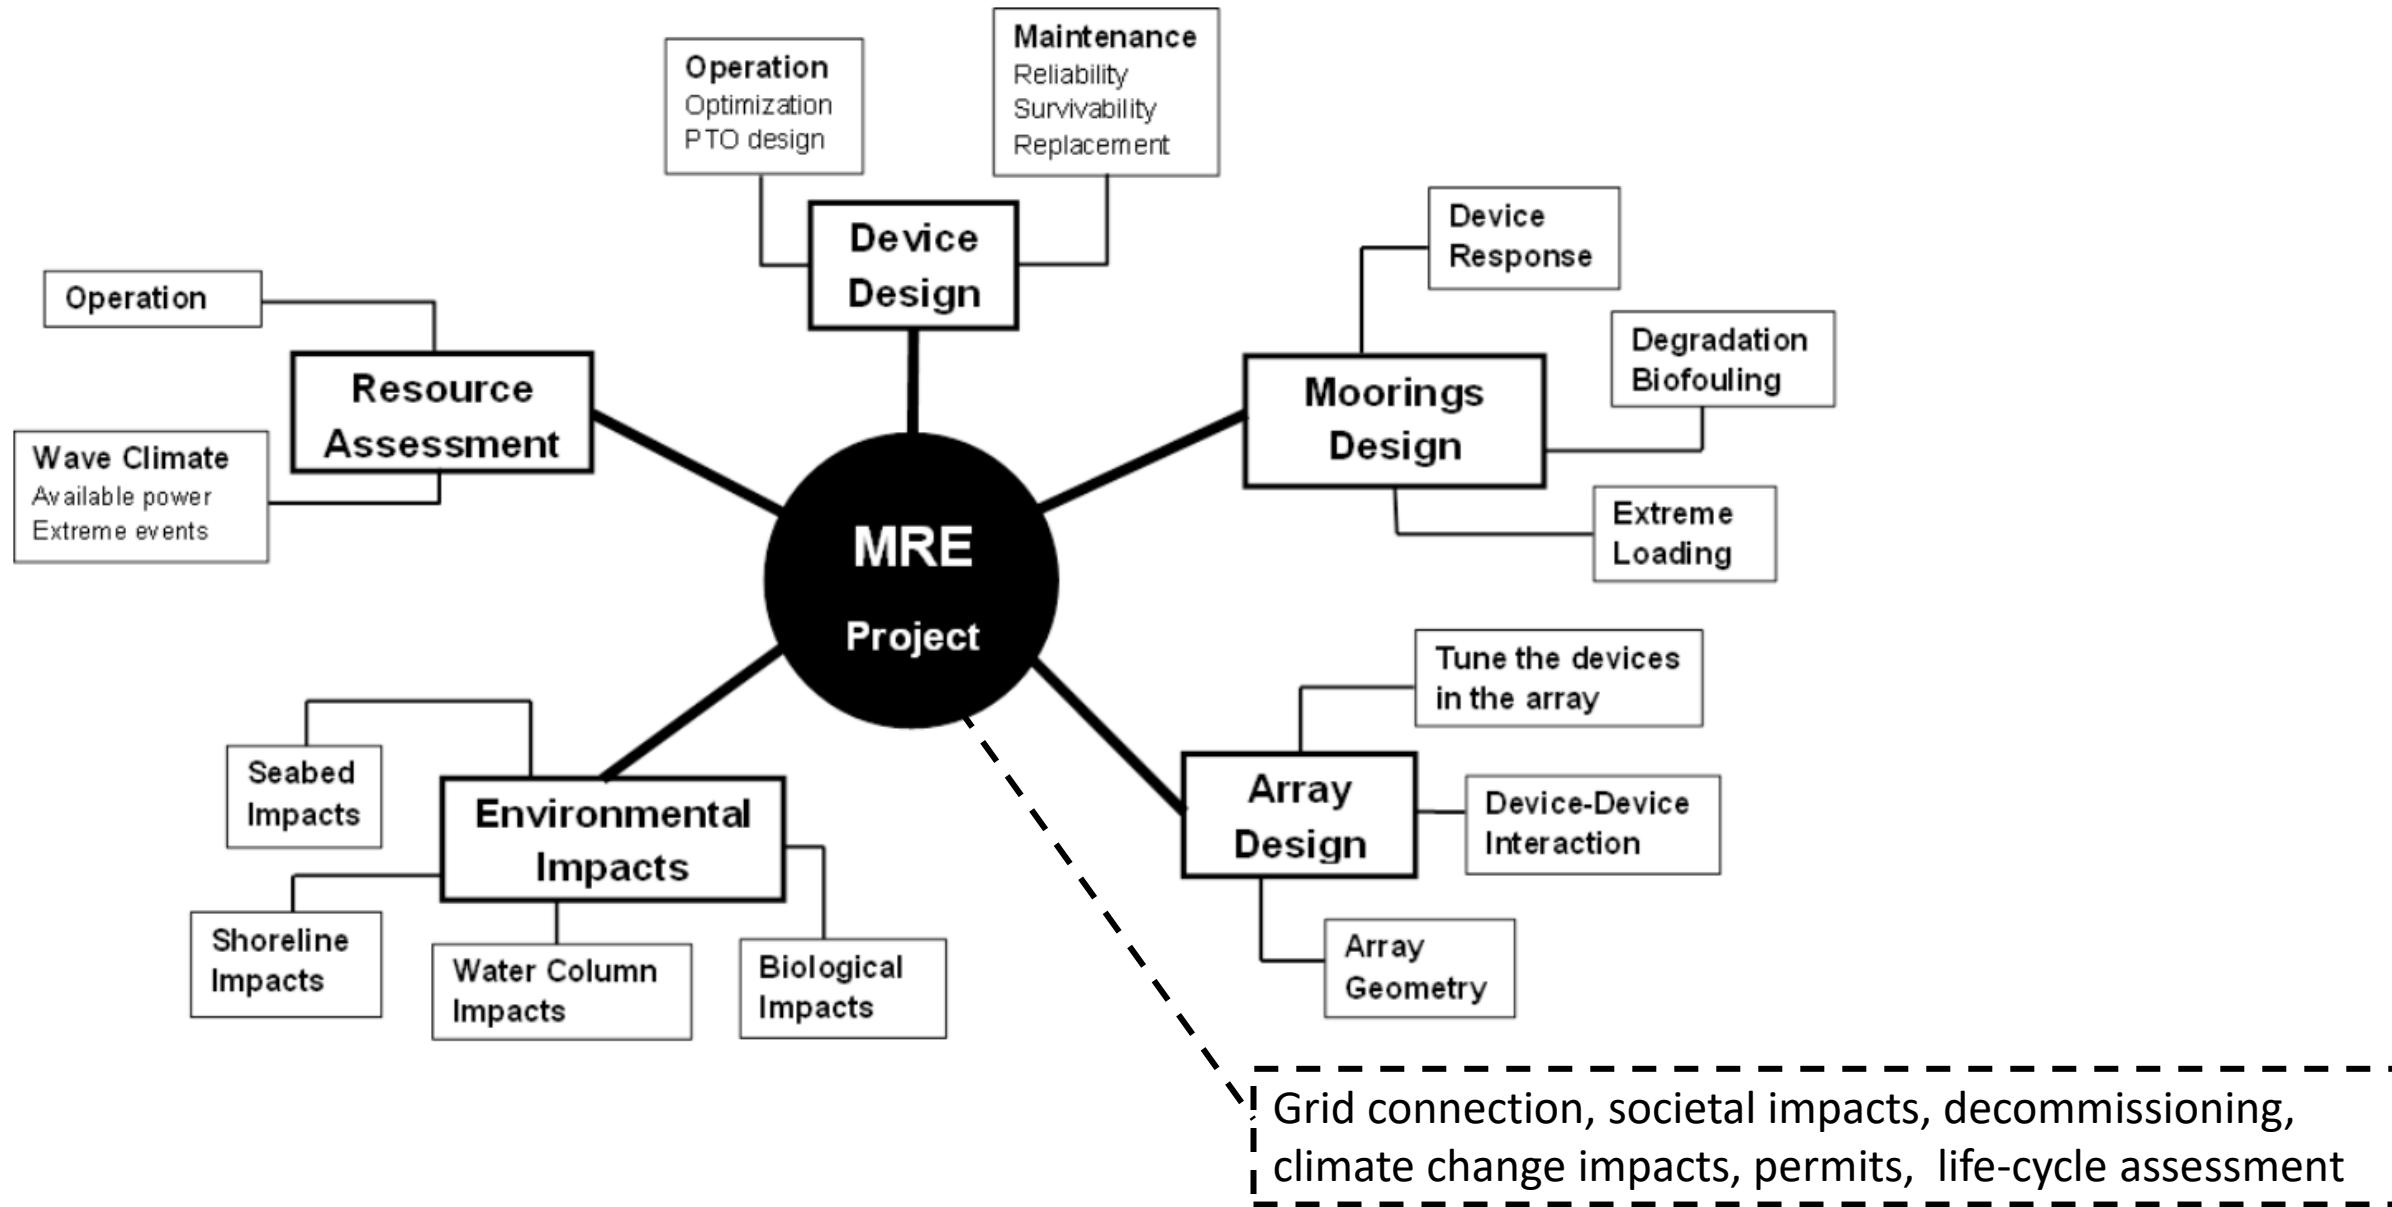 Operation
Optimization
PTO design
Maintenance
Reliability
Survivability
Replacement
Device
Design
Device
Response
Operation
Degradation
Biofouling
Resource
Assessment
Moorings
Design
Wave Climate
Available power
Extreme events
Extreme
Loading
MRE
Project
Tune the devices
in the array
Seabed
Impacts
Environmental
Impacts
Array
Design
Device-Device
Interaction
Shoreline
Impacts
Water Column
Impacts
Biological
Impacts
Array
Geometry
Grid connection, societal impacts, decommissioning,
climate change impacts, permits,  life-cycle assessment